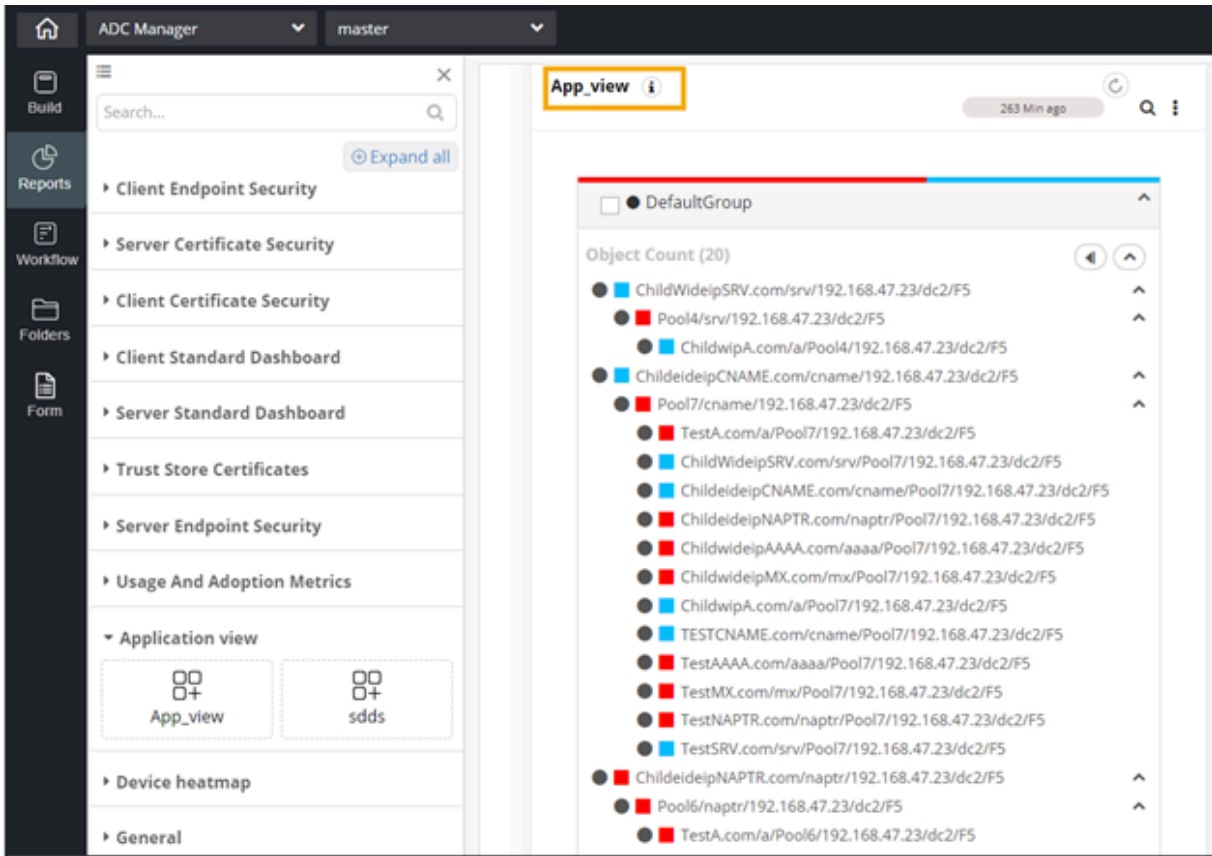 ADC Manager
master
Build
Reports
Workflow
Folders
Form
Search...
Expand all
Client Endpoint Security
Server Certificate Security
Client Certificate Security
Client Standard Dashboard
Server Standard Dashboard
Trust Store Certificates
Server Endpoint Security
Usage And Adoption Metrics
Application view
App_view
sdds
Device heatmap
General
App_view i
263 Min ago
DefaultGroup
Object Count (20)
ChildWideipSRV.com/srv/192.168.47.23/dc2/F5
Pool4/srv/192.168.47.23/dc2/F5
ChildwipA.com/a/Pool4/192.168.47.23/dc2/F5
ChildeideipCNAME.com/cname/192.168.47.23/dc2/F5
Pool7/cname/192.168.47.23/dc2/F5
TestA.com/a/Pool7/192.168.47.23/dc2/F5
ChildWideipSRV.com/srv/Pool7/192.168.47.23/dc2/F5
ChildeideipCNAME.com/cname/Pool7/192.168.47.23/dc2/F5
ChildeideipNAPTR.com/naptr/Pool7/192.168.47.23/dc2/F5
ChildwideipAAAA.com/aaaa/Pool7/192.168.47.23/dc2/F5
ChildwideipMX.com/mx/Pool7/192.168.47.23/dc2/F5
ChildwipA.com/a/Pool7/192.168.47.23/dc2/F5
TESTCNAME.com/cname/Pool7/192.168.47.23/dc2/F5
TestAAAA.com/aaaa/Pool7/192.168.47.23/dc2/F5
TestMX.com/mx/Pool7/192.168.47.23/dc2/F5
TestNAPTR.com/naptr/Pool7/192.168.47.23/dc2/F5
TestSRV.com/srv/Pool7/192.168.47.23/dc2/F5
ChildeideipNAPTR.com/naptr/192.168.47.23/dc2/F5
Pool6/naptr/192.168.47.23/dc2/F5
TestA.com/a/Pool6/192.168.47.23/dc2/F5